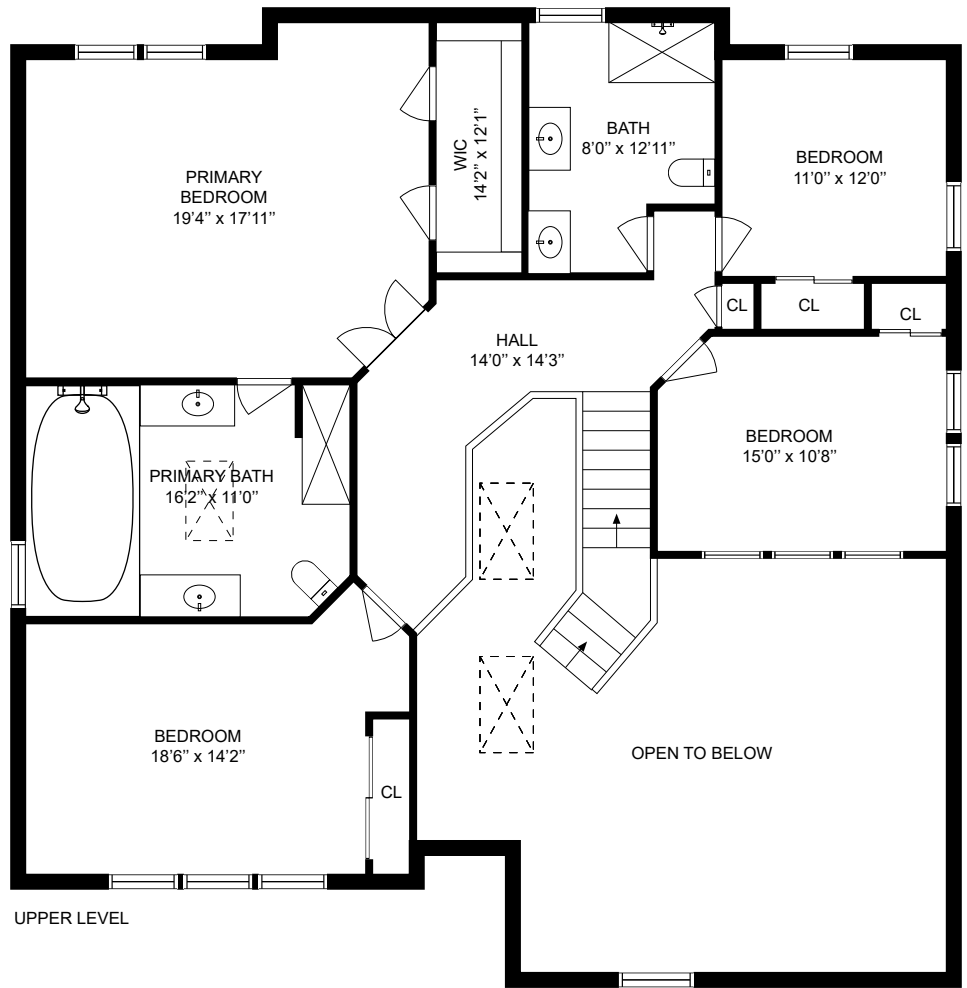 PRIMARY
BEDROOM
19’4’’ x 17’11’’
WIC
14’2’’ x 12’1’’
BATH
8’0’’ x 12’11’’
BEDROOM
11’0’’ x 12’0’’
CL
CL
CL
HALL
14’0’’ x 14’3’’
BEDROOM
15’0’’ x 10’8’’
PRIMARY BATH
16’2’’ x 11’0’’
BEDROOM
18’6’’ x 14’2’’
CL
OPEN TO BELOW
UPPER LEVEL